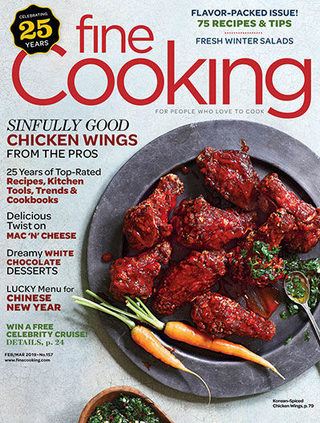 CELEBRATING
25
YEARS
FLAVOR-PACKED ISSUE!
75 RECIPES & TIPS
FRESH WINTER SALADS
fine
Cooking
FOR PEOPLE WHO LOVE TO COOK
SINFULLY GOOD
CHICKEN WINGS
FROM THE PROS
25 Years of Top-Rated
Recipes, Kitchen
Tools, Trends &
Cookbooks
Delicious
Twist on
MAC ‘N’ CHEESE
Dreamy WHITE
CHOCOLATE
DESSERTS
LUCKY Menu for
CHINESE
NEW YEAR
WIN A FREE
CELEBRITY CRUISE!
DETAILS, p. 24
FEB/MAR 2019 • No. 157
www.finecooking.com
Korean-Spiced
Chicken Wings, p. 79